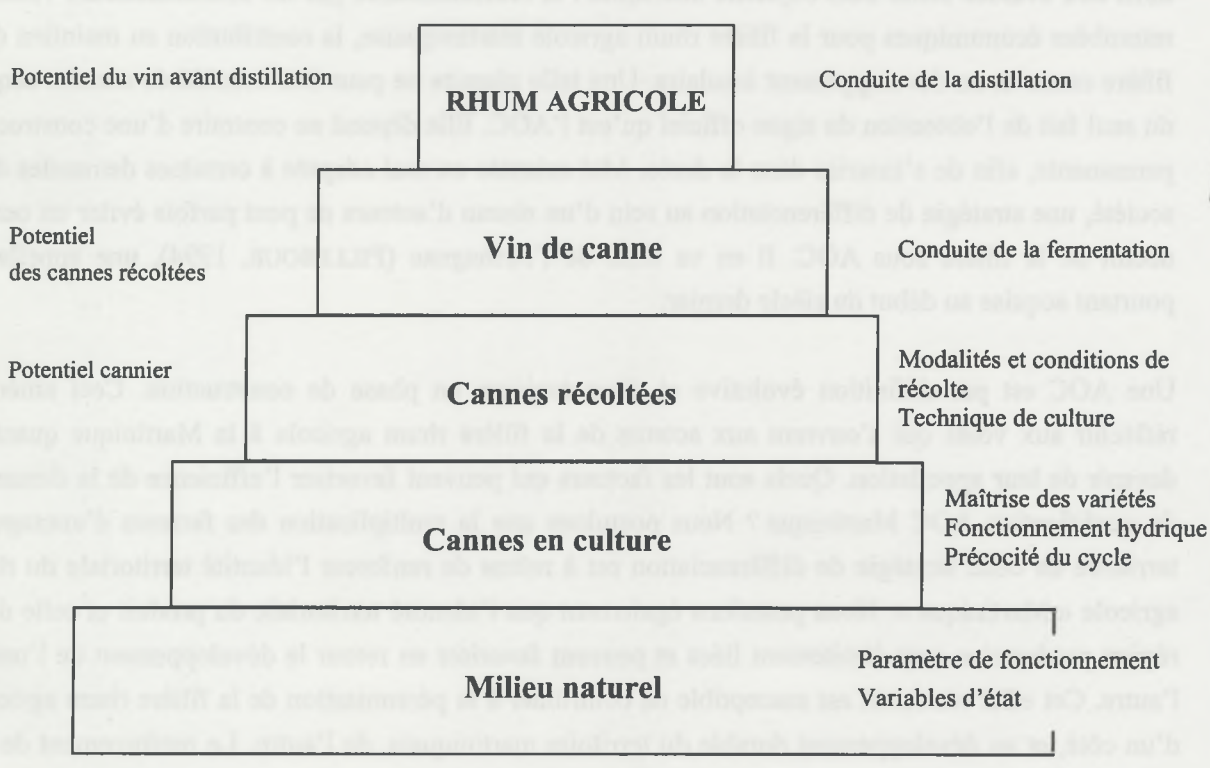 Potentiel du vin avant distillation
RHUM AGRICOLE
Conduite de la distillation
Potentiel
des cannes récoltées
Vin de canne
Conduite de la fermentation
Potentiel cannier
Cannes récoltées
Modalités et conditions de
récolte
Technique de culture
Cannes en culture
Maîtrise des variétés
Fonctionnement hydrique
Précocité du cycle
Milieu naturel
Paramètre de fonctionnement
Variables d'état